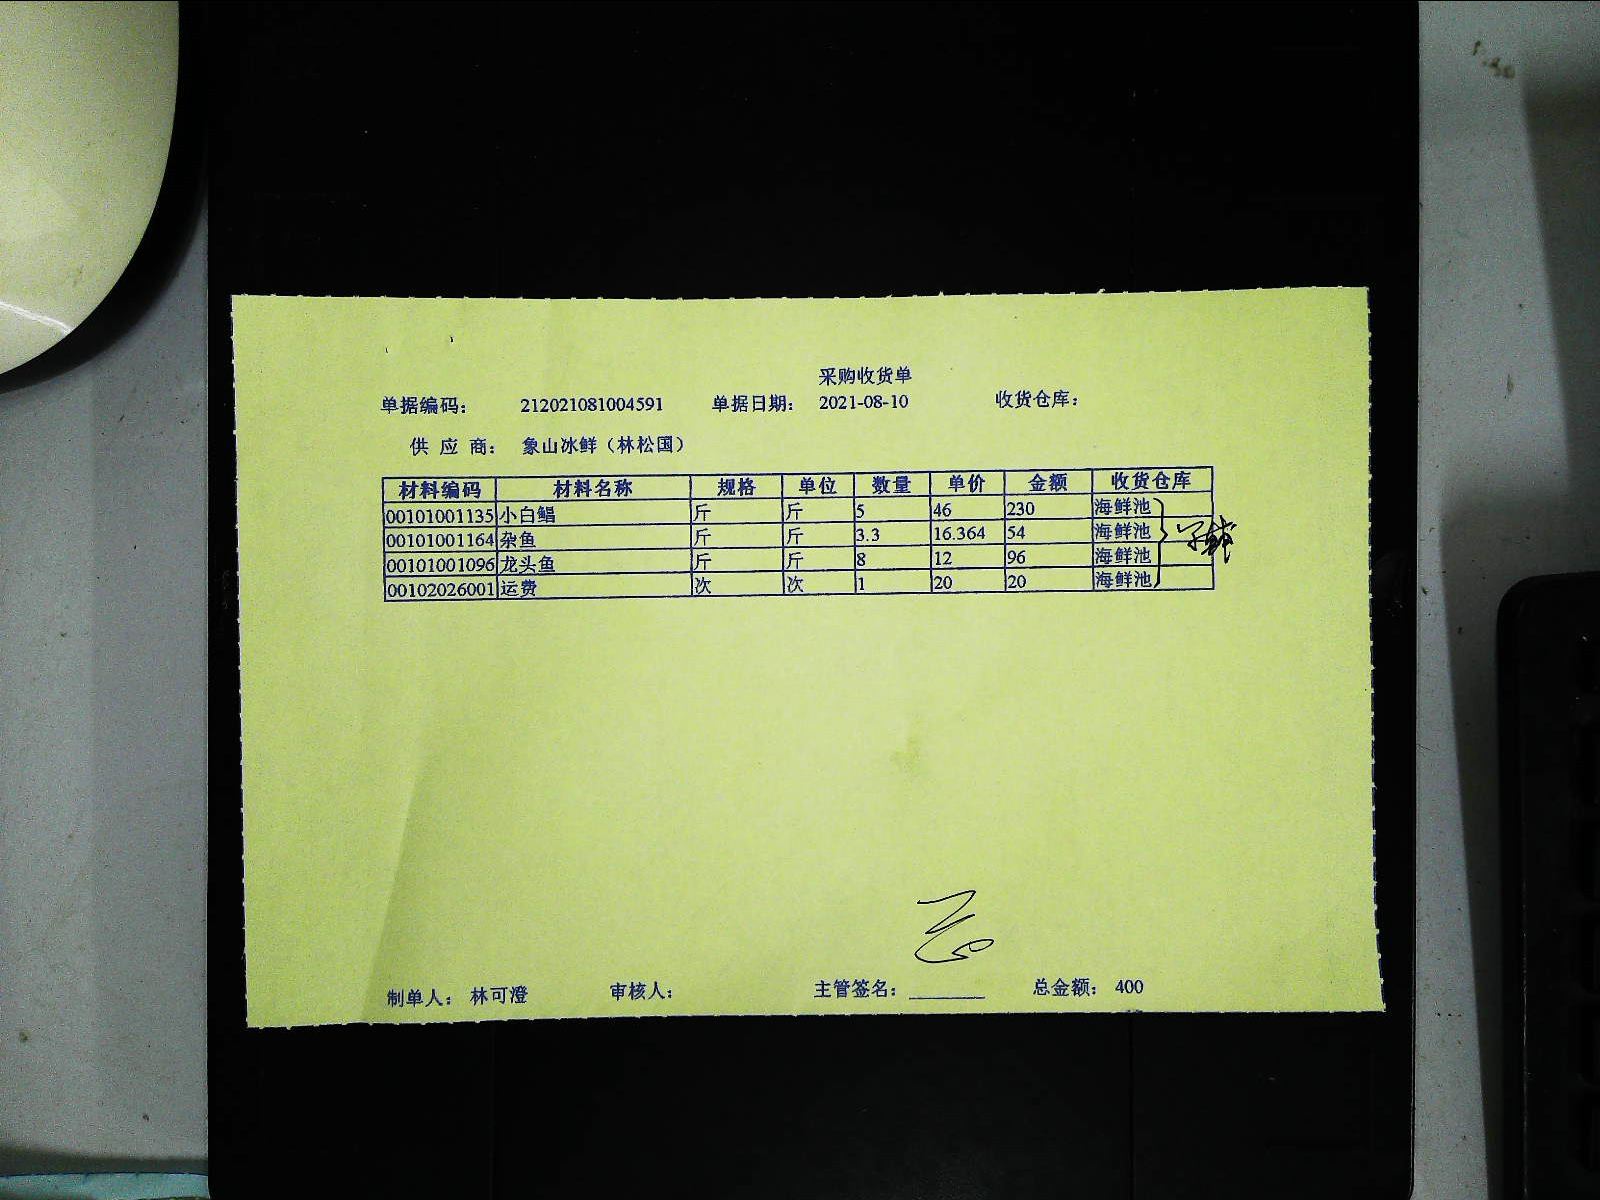 采购收货单
单据编码： 212021081004591 单据日期： 2021-08-10 收货仓库：
供 应 商： 象山冰鲜（林松国）
材料编码 材料名称 规格 单位 数量 单价 金额 收货仓库
00101001135 小白鲳 斤 斤 5 46 230 海鲜池
00101001164 杂鱼 斤 斤 3.3 16.364 54 海鲜池
00101001096 龙头鱼 斤 斤 8 12 96 海鲜池
00102026001 运费 次 次 1 20 20 海鲜池
制单人： 林可澄 审核人： 主管签名： 总金额： 400